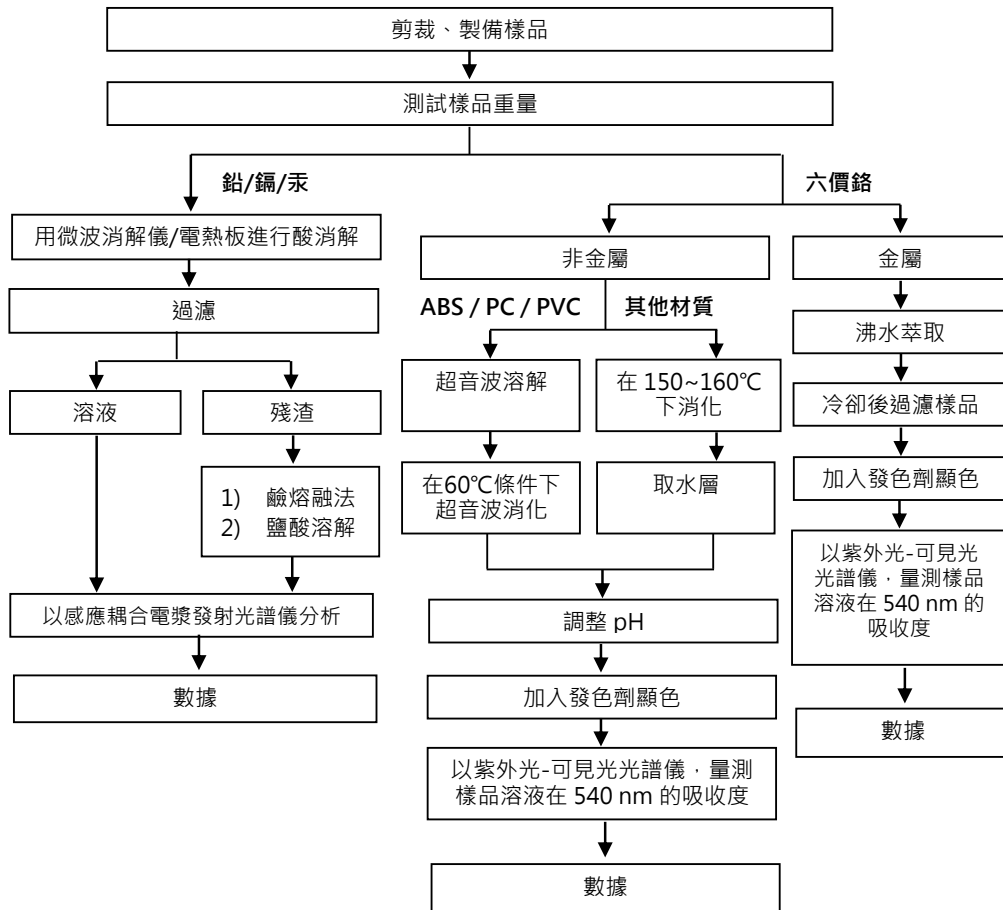 剪裁、製備樣品
測試樣品重量
鉛/鎘/汞
用微波消解儀/電熱板進行酸消解
過濾
溶液
殘渣
1) 鹼熔融法
2) 鹽酸溶解
以感應耦合電漿發射光譜儀分析
數據
六價鉻
非金屬
ABS / PC / PVC
其他材質
超音波溶解
在 150~160℃
下消化
在60℃條件下
超音波消化
取水層
調整 pH
加入發色劑顯色
以紫外光-可見光光譜儀，量測
樣品溶液在 540 nm 的吸收度
數據
金屬
沸水萃取
冷卻後過濾樣品
加入發色劑顯色
以紫外光-可見光
光譜儀，量測樣品
溶液在 540 nm 的
吸收度
數據